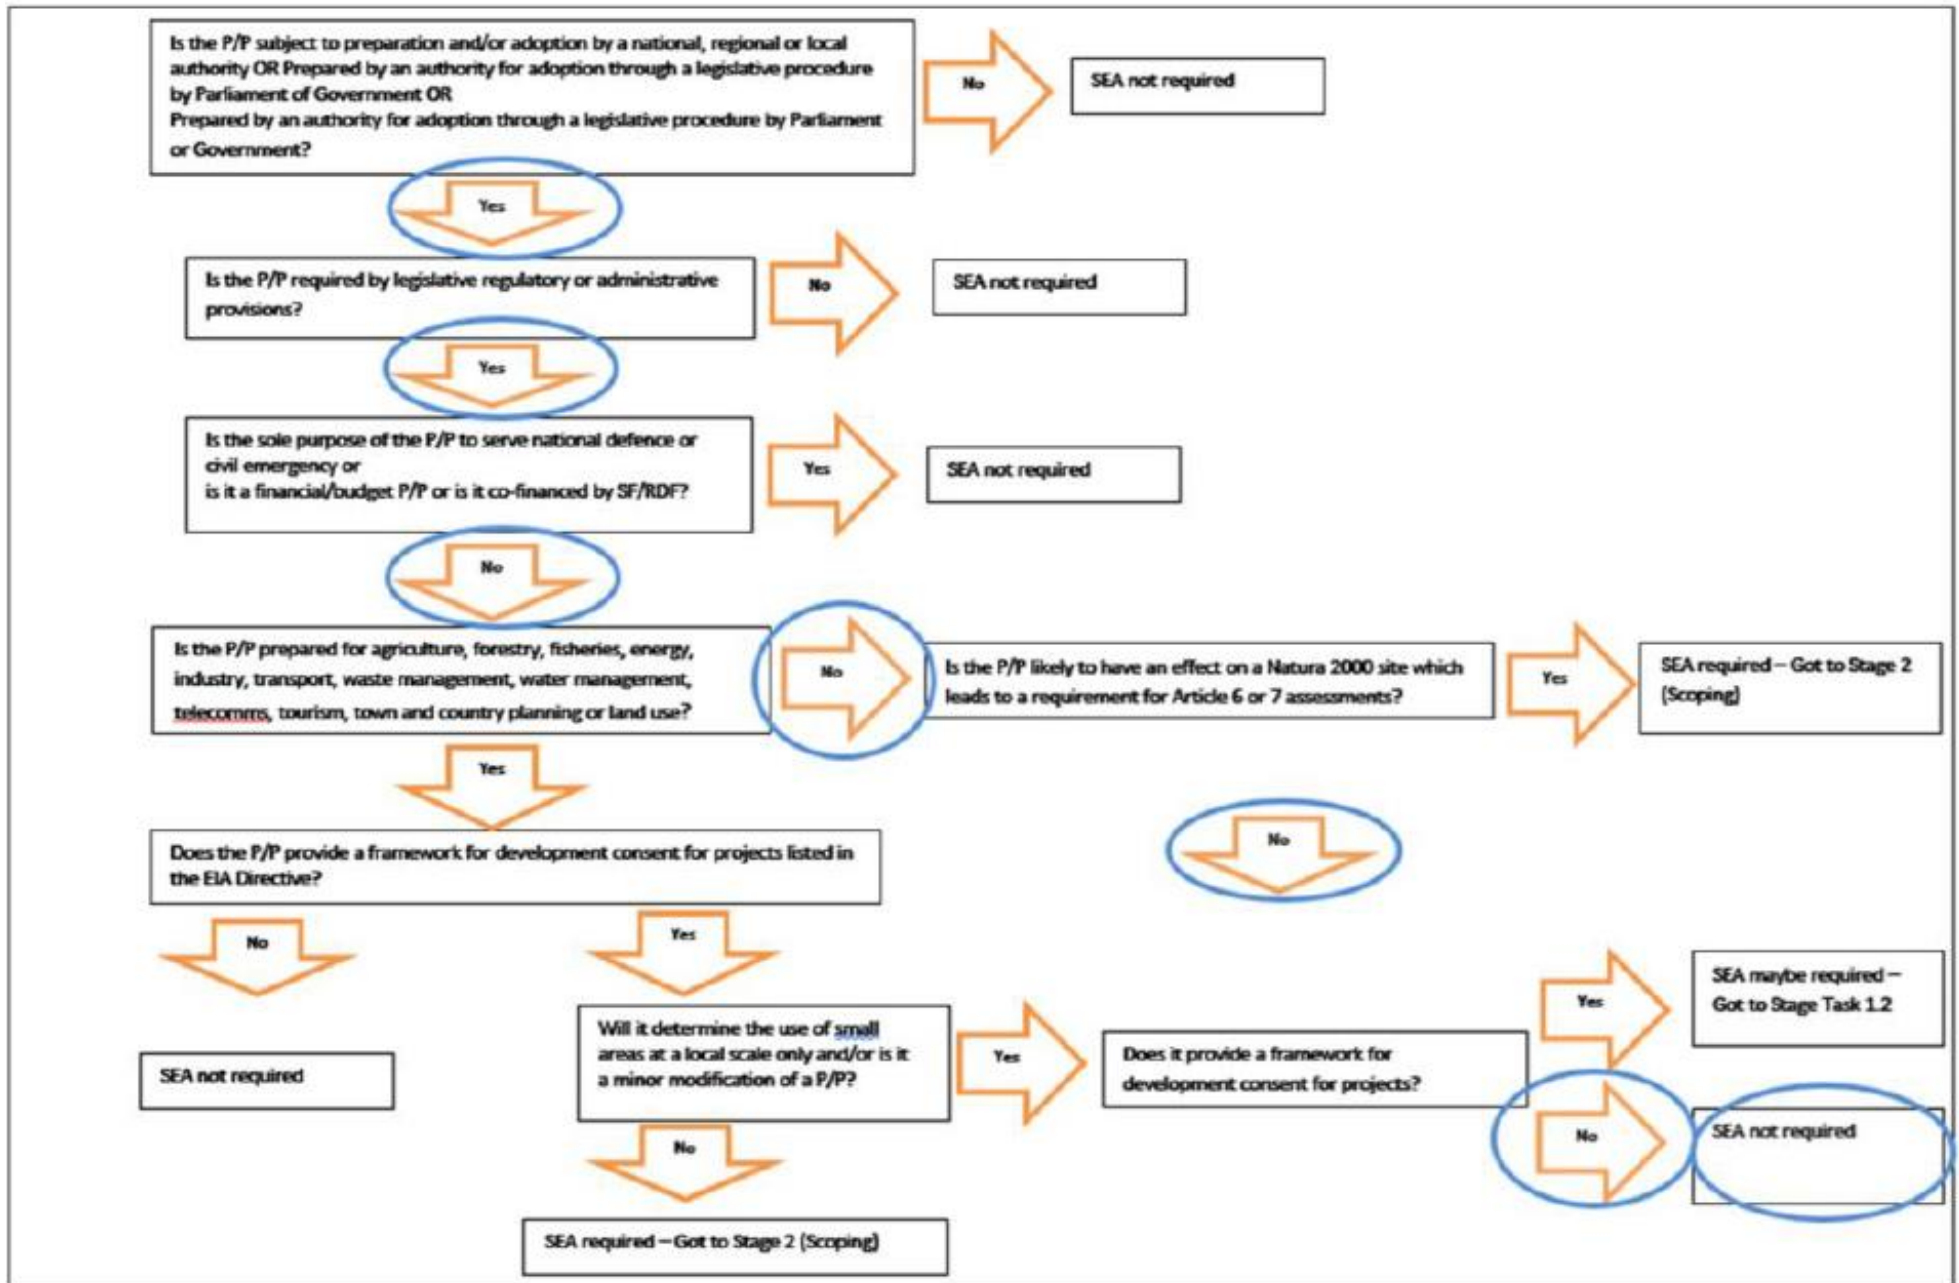 Is the P/P subject to preparation and/or adoption by a national, regional or local
authority OR Prepared by an authority for adoption through a legislative procedure
by Parliament of Government OR
Prepared by an authority for adoption through a legislative procedure by Parliament
or Government?
No
SEA not required
Yes
Is the P/P required by legislative regulatory or administrative
provisions?
No
SEA not required
Yes
Is the sole purpose of the P/P to serve national defence or
civil emergency or
is it a financial/budget P/P or is it co-financed by SF/RDF?
Yes
SEA not required
No
Is the P/P prepared for agriculture, forestry, fisheries, energy,
industry, transport, waste management, water management,
telecomms, tourism, town and country planning or land use?
No
Is the P/P likely to have an effect on a Natura 2000 site which
leads to a requirement for Article 6 or 7 assessments?
Yes
SEA required – Got to Stage 2
(Scoping)
Yes
No
Does the P/P provide a framework for development consent for projects listed in
the EIA Directive?
No
Yes
SEA not required
Will it determine the use of small
areas at a local scale only and/or is it
a minor modification of a P/P?
Yes
Does it provide a framework for
development consent for projects?
Yes
SEA maybe required –
Got to Stage Task 1.2
No
SEA not required
No
SEA required – Got to Stage 2 (Scoping)